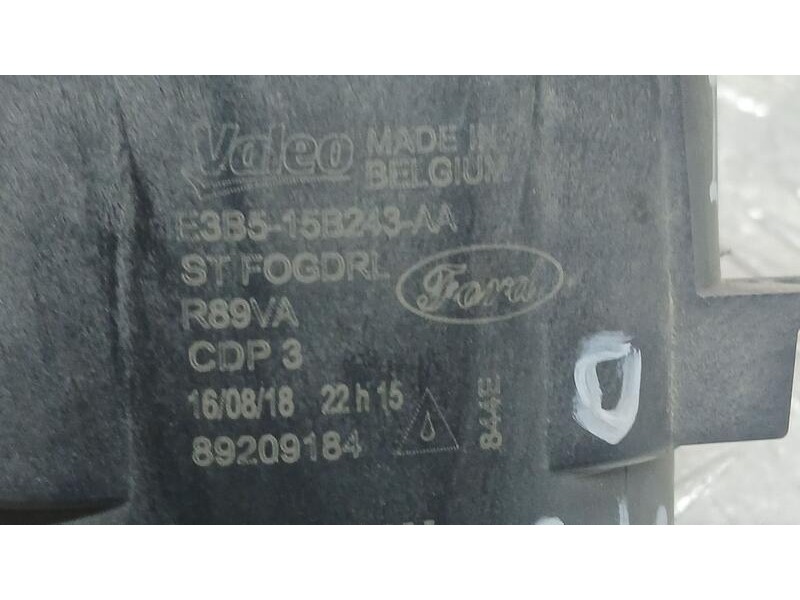 Valeo MADE IN
BELGIUM
E3B5-15B243-AA
ST FOGDRL
Ford
R89VA
CDP 3
16/08/18 22 h 15
89209184
844E